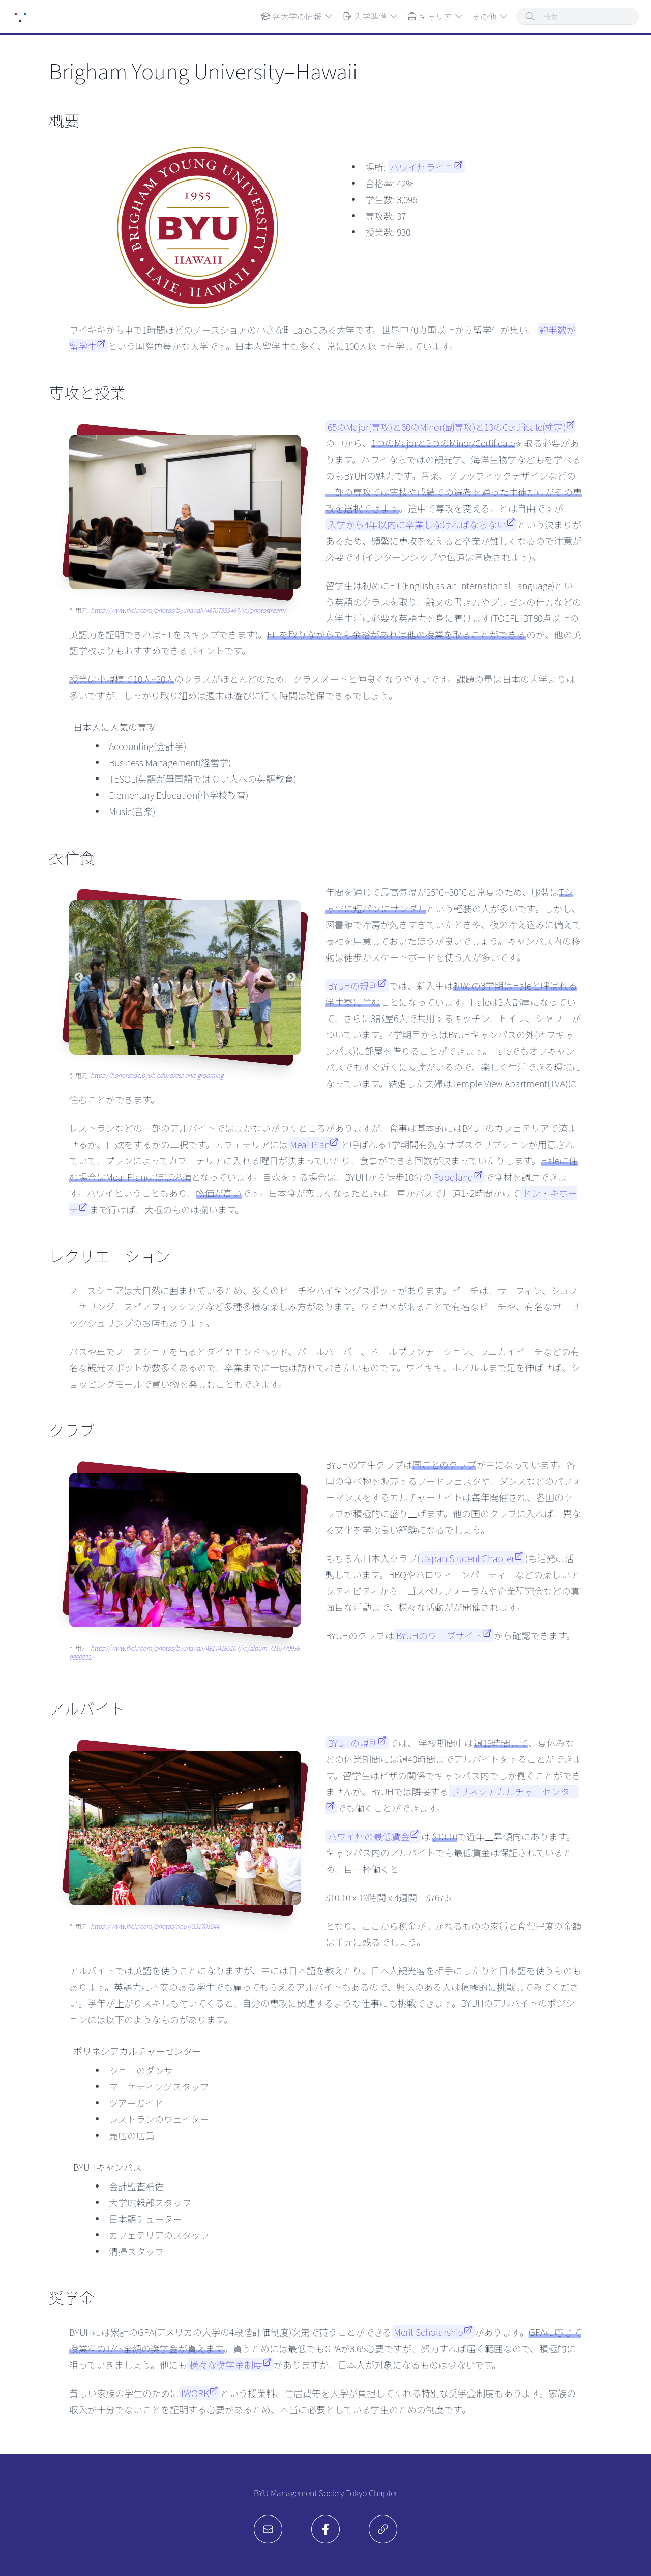 各大学の情報 入学準備 キャリア その他 検索
Brigham Young University–Hawaii
概要
BRIGHAM YOUNG UNIVERSITY
1955
BYU
HAWAII
LAIE, HAWAII
場所: ハワイ州ライエ
合格率: 42%
学生数: 3,096
専攻数: 37
授業数: 930
ワイキキから車で1時間ほどのノースショアの小さな町Laieにある大学です。世界中70カ国以上から留学生が集い、 約半数が
留学生 という国際色豊かな大学です。日本人留学生も多く、常に100人以上在学しています。
専攻と授業
引用元: https://www.flickr.com/photos/byuhawaii/48707555467/in/photostream/
65のMajor(専攻)と60のMinor(副専攻)と13のCertificate(検定)
の中から、1つのMajorと2つのMinor/Certificateを取る必要があ
ります。ハワイならではの観光学、海洋生物学などもを学べる
のもBYUHの魅力です。音楽、グラッフィックデザインなどの
一部の専攻では実技や成績での選考を通った生徒だけがその専
攻を選択できます。途中で専攻を変えることは自由ですが、
入学から4年以内に卒業しなければならない という決まりが
あるため、頻繁に専攻を変えると卒業が難しくなるので注意が
必要です(インターンシップや伝道は考慮されます)。
留学生は初めにEIL(English as an International Language)とい
う英語のクラスを取り、論文の書き方やプレゼンの仕方などの
大学生活に必要な英語力を身に着けます(TOEFL iBT80点以上の
英語力を証明できればEILをスキップできます)。EILを取りながらでも余裕があれば他の授業を取ることができるのが、他の英
語学校よりもおすすめできるポイントです。
授業は小規模で10人~20人のクラスがほとんどのため、クラスメートと仲良くなりやすいです。課題の量は日本の大学よりは
多いですが、しっかり取り組めば週末は遊びに行く時間は確保できるでしょう。
日本人に人気の専攻
Accounting(会計学)
Business Management(経営学)
TESOL(英語が母国語ではない人への英語教育)
Elementary Education(小学校教育)
Music(音楽)
衣住食
引用元: https://honorcode.byuh.edu/dress-and-grooming
年間を通じて最高気温が25℃~30℃と常夏のため、服装はTシ
ャツに短パンにサンダルという軽装の人が多いです。しかし、
図書館で冷房が効きすぎていたときや、夜の冷え込みに備えて
長袖を用意しておいたほうが良いでしょう。キャンパス内の移
動は徒歩かスケートボードを使う人が多いです。
BYUHの規則 では、新入生は初めの3学期はHaleと呼ばれる
学生寮に住むことになっています。Haleは2人部屋になってい
て、さらに3部屋6人で共用するキッチン、トイレ、シャワーが
ついています。4学期目からはBYUHキャンパスの外(オフキャ
ンパス)に部屋を借りることができます。Haleでもオフキャン
パスでもすぐ近くに友達がいるので、楽しく生活できる環境に
なっています。結婚した夫婦はTemple View Apartment(TVA)に
住むことができます。
レストランなどの一部のアルバイトではまかないがつくところがありますが、食事は基本的にはBYUHのカフェテリアで済ま
せるか、自炊をするかの二択です。カフェテリアには Meal Plan と呼ばれる1学期間有効なサブスクリプションが用意され
ていて、プランによってカフェテリアに入れる曜日が決まっていたり、食事ができる回数が決まっていたりします。Haleに住
む場合はMeal Planはほぼ必須となっています。自炊をする場合は、BYUHから徒歩10分の Foodland で食材を調達できま
す。ハワイということもあり、物価が高いです。日本食が恋しくなったときは、車かバスで片道1~2時間かけて ドン・キホー
テ まで行けば、大抵のものは揃います。
レクリエーション
ノースショアは大自然に囲まれているため、多くのビーチやハイキングスポットがあります。ビーチは、サーフィン、シュノ
ーケリング、スピアフィッシングなど多種多様な楽しみ方があります。ウミガメが来ることで有名なビーチや、有名なガーリ
ックシュリンプのお店もあります。
バスや車でノースショアを出るとダイヤモンドヘッド、パールハーバー、ドールプランテーション、ラニカイビーチなどの有
名な観光スポットが数多くあるので、卒業までに一度は訪れておきたいものです。ワイキキ、ホノルルまで足を伸ばせば、シ
ョッピングモールで買い物を楽しむこともできます。
クラブ
引用元: https://www.flickr.com/photos/byuhawaii/48174189107/in/album-7215770938
9866832/
BYUHの学生クラブは国ごとのクラブが主になっています。各
国の食べ物を販売するフードフェスタや、ダンスなどのパフォ
ーマンスをするカルチャーナイトは毎年開催され、各国のク
ラブが積極的に盛り上げます。他の国のクラブに入れば、異な
る文化を学ぶ良い経験になるでしょう。
もちろん日本人クラブ( Japan Student Chapter )も活発に活
動しています。BBQやハロウィーンパーティーなどの楽しいア
クティビティから、ゴスペルフォーラムや企業研究会などの真
面目な活動まで、様々な活動がが開催されます。
BYUHのクラブは BYUHのウェブサイト から確認できます。
アルバイト
引用元: https://www.flickr.com/photos/rinux/391701544
BYUHの規則 では、 学校期間中は週19時間まで、夏休みな
どの休業期間には週40時間までアルバイトをすることができま
す。留学生はビザの関係でキャンパス内でしか働くことができ
ませんが、BYUHでは隣接する ポリネシアカルチャーセンター
でも働くことができます。
ハワイ州の最低賃金 は $10.10で近年上昇傾向にあります。
キャンパス内のアルバイトでも最低賃金は保証されているた
め、目一杯働くと
$10.10 x 19時間 x 4週間 = $767.6
となり、ここから税金が引かれるものの家賃と食費程度の金額
は手元に残るでしょう。
アルバイトでは英語を使うことになりますが、中には日本語を教えたり、日本人観光客を相手にしたりと日本語を使うものも
あります。英語力に不安のある学生でも雇ってもらえるアルバイトもあるので、興味のある人は積極的に挑戦してみてくださ
い。学年が上がりスキルも付いてくると、自分の専攻に関連するような仕事にも挑戦できます。BYUHのアルバイトのポジシ
ョンには以下のようなものがあります。
ポリネシアカルチャーセンター
ショーのダンサー
マーケティングスタッフ
ツアーガイド
レストランのウェイター
売店の店員
BYUHキャンパス
会計監査補佐
大学広報部スタッフ
日本語チューター
カフェテリアのスタッフ
清掃スタッフ
奨学金
BYUHには累計のGPA(アメリカの大学の4段階評価制度)次第で貰うことができる Merit Scholarship があります。GPAに応じて
授業料の1/4~全額の奨学金が貰えます。貰うためには最低でもGPAが3.65必要ですが、努力すれば届く範囲なので、積極的に
狙っていきましょう。他にも 様々な奨学金制度 がありますが、日本人が対象になるものは少ないです。
貧しい家族の学生のために IWORK という授業料、住居費等を大学が負担してくれる特別な奨学金制度もあります。家族の
収入が十分でないことを証明する必要があるため、本当に必要としている学生のための制度です。
BYU Management Society Tokyo Chapter